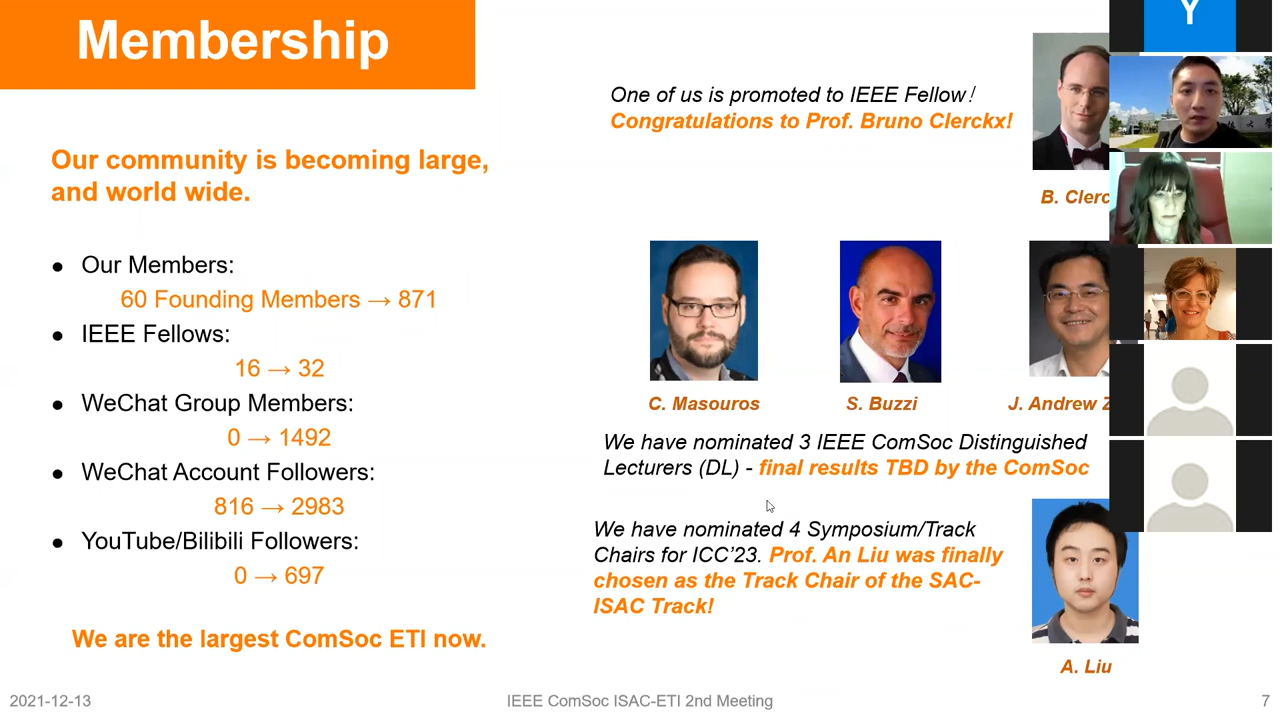 Membership
Our community is becoming large,
and world wide.
● Our Members:
60 Founding Members → 871
● IEEE Fellows:
16 → 32
● WeChat Group Members:
0 → 1492
● WeChat Account Followers:
816 → 2983
● YouTube/Bilibili Followers:
0 → 697
We are the largest ComSoc ETI now.
One of us is promoted to IEEE Fellow!
Congratulations to Prof. Bruno Clerckx!
B. Clerc
C. Masouros
S. Buzzi
J. Andrew Z
We have nominated 3 IEEE ComSoc Distinguished
Lecturers (DL) - final results TBD by the ComSoc
We have nominated 4 Symposium/Track
Chairs for ICC’23. Prof. An Liu was finally
chosen as the Track Chair of the SAC-
ISAC Track!
A. Liu
Y
2021-12-13
IEEE ComSoc ISAC-ETI 2nd Meeting
7